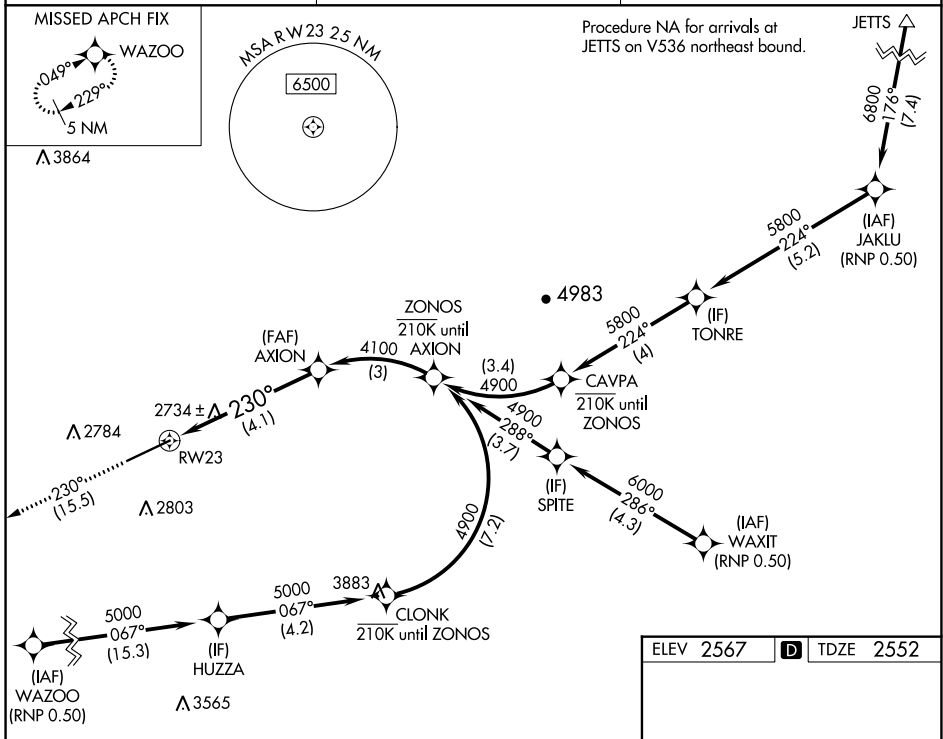 MISSED APCH FIX
WAZOO
049°
229°
5 NM
3864
MSA RW23 25 NM
6500
Procedure NA for arrivals at
JETTS on V536 northeast bound.
JETTS
6800
176°
(7.4)
(IAF)
JAKLU
(RNP 0.50)
5800
224°
(5.2)
(IF)
TONRE
5800
224°
(4)
4983
CAVPA
210K until
ZONOS
(3.4)
4900
ZONOS
210K until
AXION
4100
(3)
(FAF)
AXION
230°
(4.1)
2734 ±
2784
RW23
230°
(15.5)
2803
4900
288°
(3.7)
(IF)
SPITE
6000
286°
(4.3)
(IAF)
WAXIT
(RNP 0.50)
4900
(7.2)
3883
CLONK
210K until ZONOS
5000
067°
(4.2)
(IF)
HUZZA
5000
067°
(15.3)
(IAF)
WAZOO
(RNP 0.50)
3565
ELEV 2567 D TDZE 2552